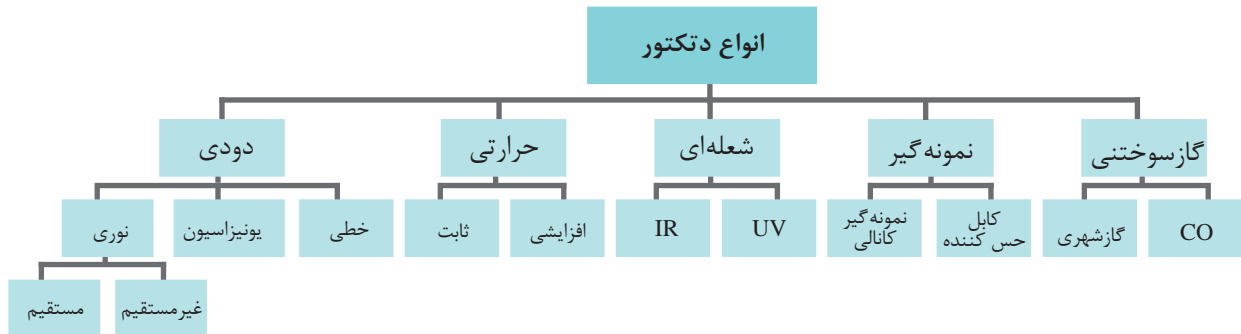 انواع دتکتور
گازسوختنی
نمونه‌گیر
شعله‌ای
حرارتی
دودی
CO
گازشهری
کابل
حس کننده
نمونه‌گیر
کانالی
UV
IR
افزایشی
ثابت
خطی
یونیزاسیون
نوری
غیرمستقیم
مستقیم